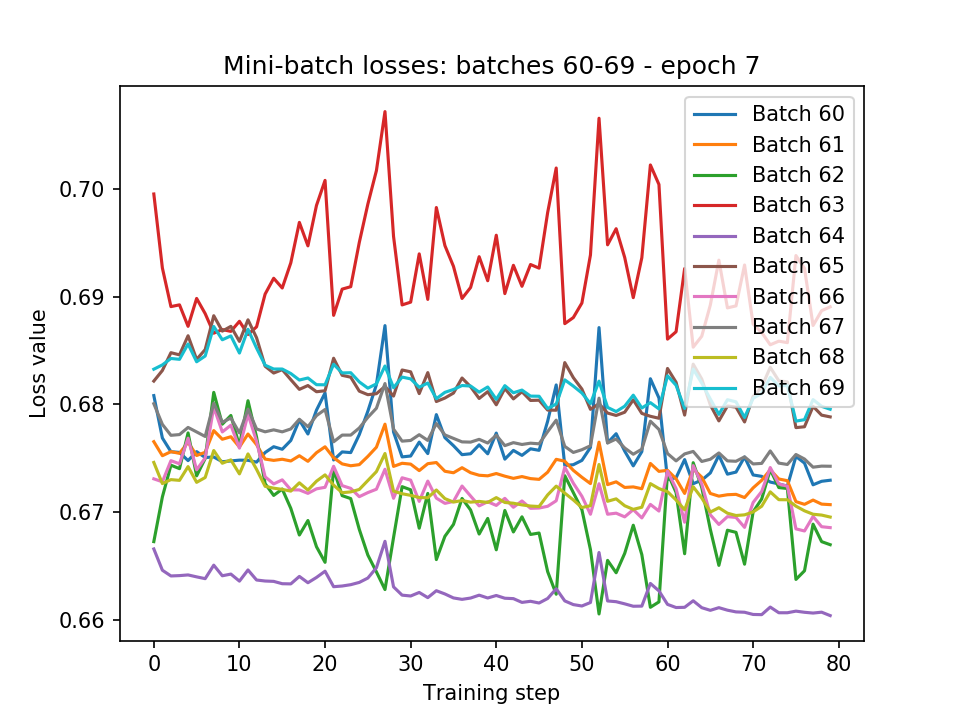 Mini-batch losses: batches 60-69 - epoch 7
Batch 60
Batch 61
Batch 62
Batch 63
Batch 64
Batch 65
Batch 66
Batch 67
Batch 68
Batch 69
0.70
0.69
0.68
0.67
0.66
Loss value
0 10 20 30 40 50 60 70 80
Training step